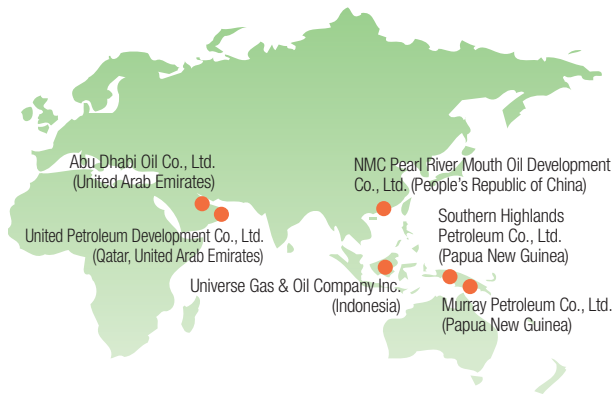 Abu Dhabi Oil Co., Ltd.
(United Arab Emirates)
United Petroleum Development Co., Ltd.
(Qatar, United Arab Emirates)
NMC Pearl River Mouth Oil Development
Co., Ltd. (People's Republic of China)
Southern Highlands
Petroleum Co., Ltd.
(Papua New Guinea)
Universe Gas & Oil Company Inc.
(Indonesia)
Murray Petroleum Co., Ltd.
(Papua New Guinea)